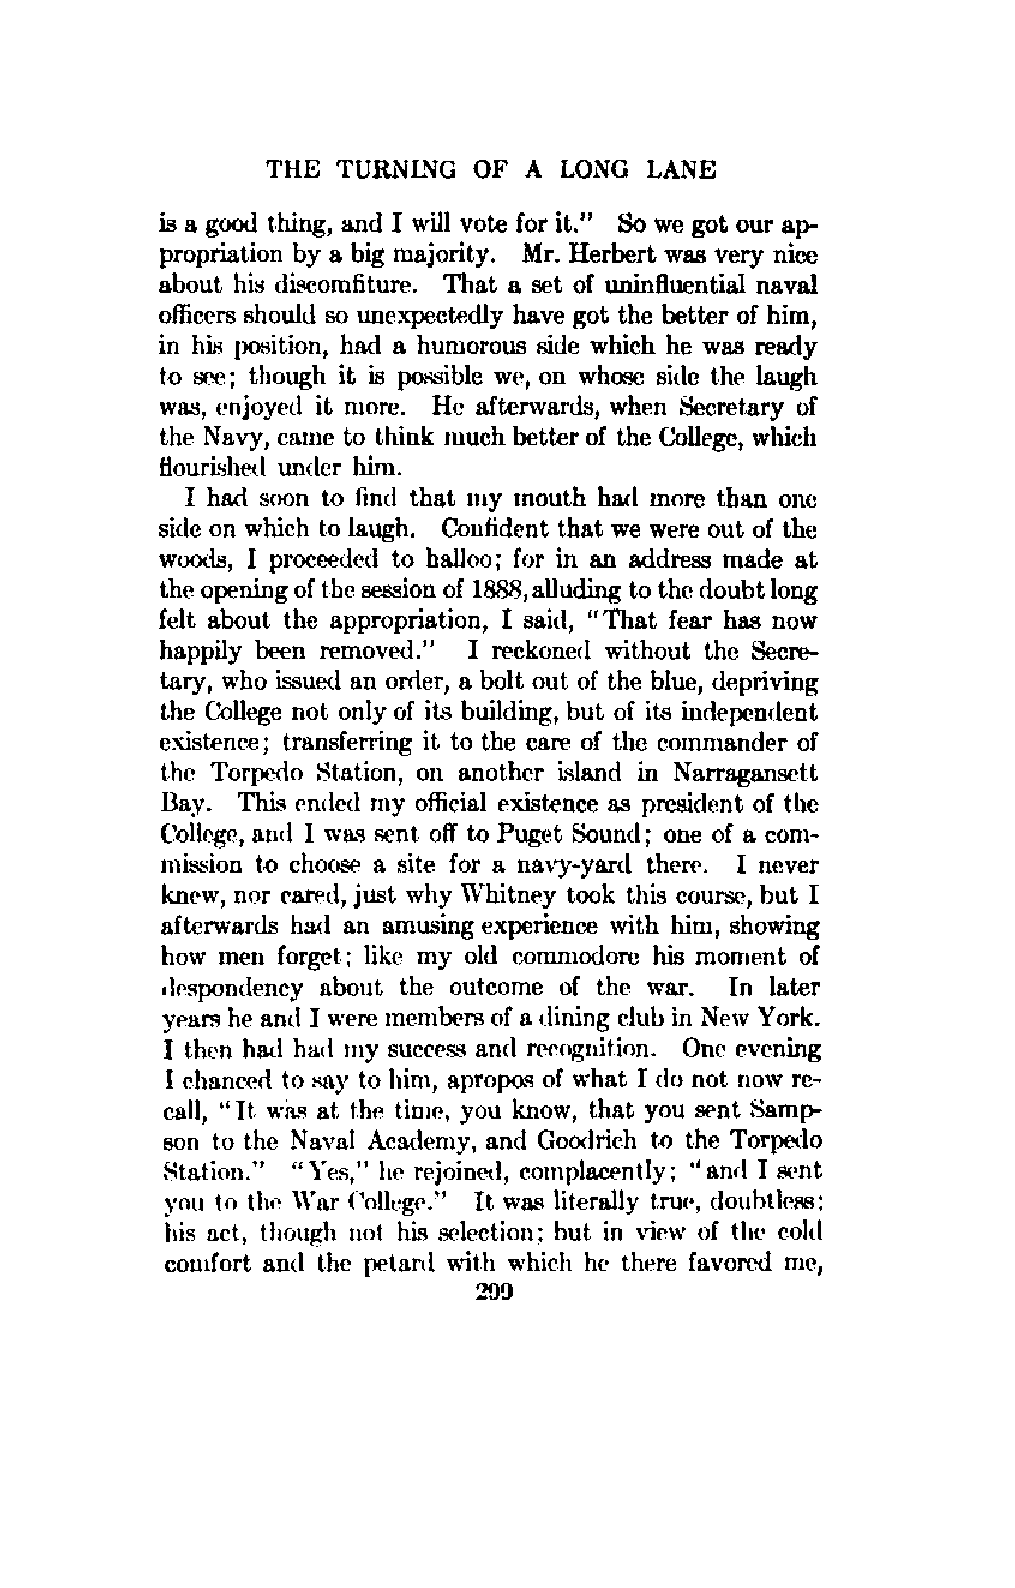 THE TURNING OF A LONG LANE
is a good thing, and I will vote for it." So we got our ap-
propriation by a big majority. Mr. Herbert was very nice
about his discomfiture. That a set of uninfluential naval
officers should so unexpectedly have got the better of him,
in his position, had a humorous side which he was ready
to see; though it is possible we, on whose side the laugh
was, enjoyed it more. He afterwards, when Secretary of
the Navy, came to think much better of the College, which
flourished under him.
I had soon to find that my mouth had more than one
side on which to laugh. Confident that we were out of the
woods, I proceeded to halloo; for in an address made at
the opening of the session of 1888, alluding to the doubt long
felt about the appropriation, I said, "That fear has now
happily been removed." I reckoned without the Secre-
tary, who issued an order, a bolt out of the blue, depriving
the College not only of its building, but of its independent
existence; transferring it to the care of the commander of
the Torpedo Station, on another island in Narragansett
Bay. This ended my official existence as president of the
College, and I was sent off to Puget Sound; one of a com-
mission to choose a site for a navy-yard there. I never
knew, nor cared, just why Whitney took this course, but I
afterwards had an amusing experience with him, showing
how men forget; like my old commodore his moment of
despondency about the outcome of the war. In later
years he and I were members of a dining club in New York.
I then had had my success and recognition. One evening
I chanced to say to him, apropos of what I do not now re-
call, "It was at the time, you know, that you sent Samp-
son to the Naval Academy, and Goodrich to the Torpedo
Station." "Yes," he rejoined, complacently; "and I sent
you to the War College." It was literally true, doubtless;
his act, though not his selection; but in view of the cold
comfort and the petard with which he there favored me,
299